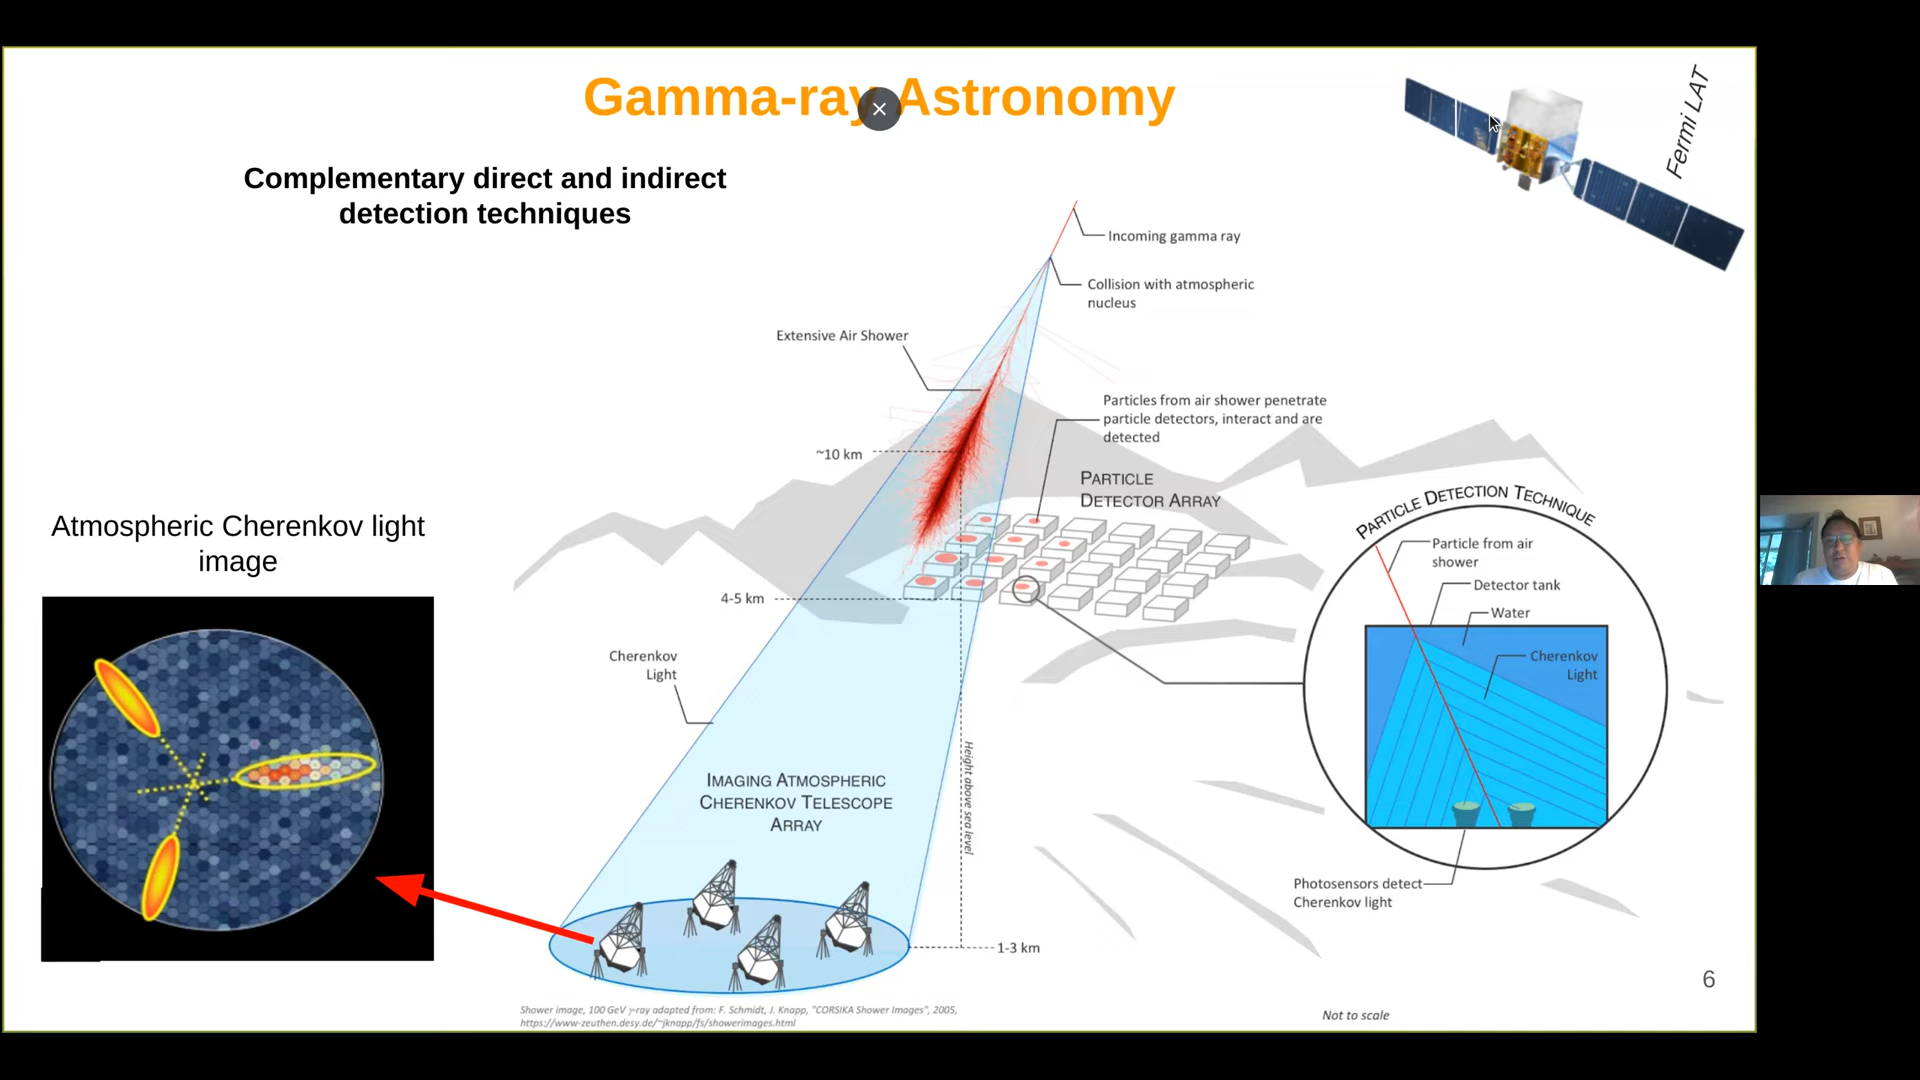 Gamma-ray Astronomy
Fermi LAT
Complementary direct and indirect
detection techniques
Incoming gamma ray
Collision with atmospheric
nucleus
Extensive Air Shower
Particles from air shower penetrate
particle detectors, interact and are
detected
~10 km
PARTICLE
DETECTOR ARRAY
PARTICLE DETECTION TECHNIQUE
Particle from air
shower
Detector tank
Water
Cherenkov
Light
Atmospheric Cherenkov light
image
4-5 km
Cherenkov
Light
Height above sea level
IMAGING ATMOSPHERIC
CHERENKOV TELESCOPE
ARRAY
Photosensors detect
Cherenkov light
1-3 km
6
Shower image, 100 GeV γ-ray adapted from: F. Schmidt, J. Knapp, "CORSIKA Shower Images", 2005,
https://www-zeuthen.desy.de/~jknapp/fs/showerimages.html
Not to scale